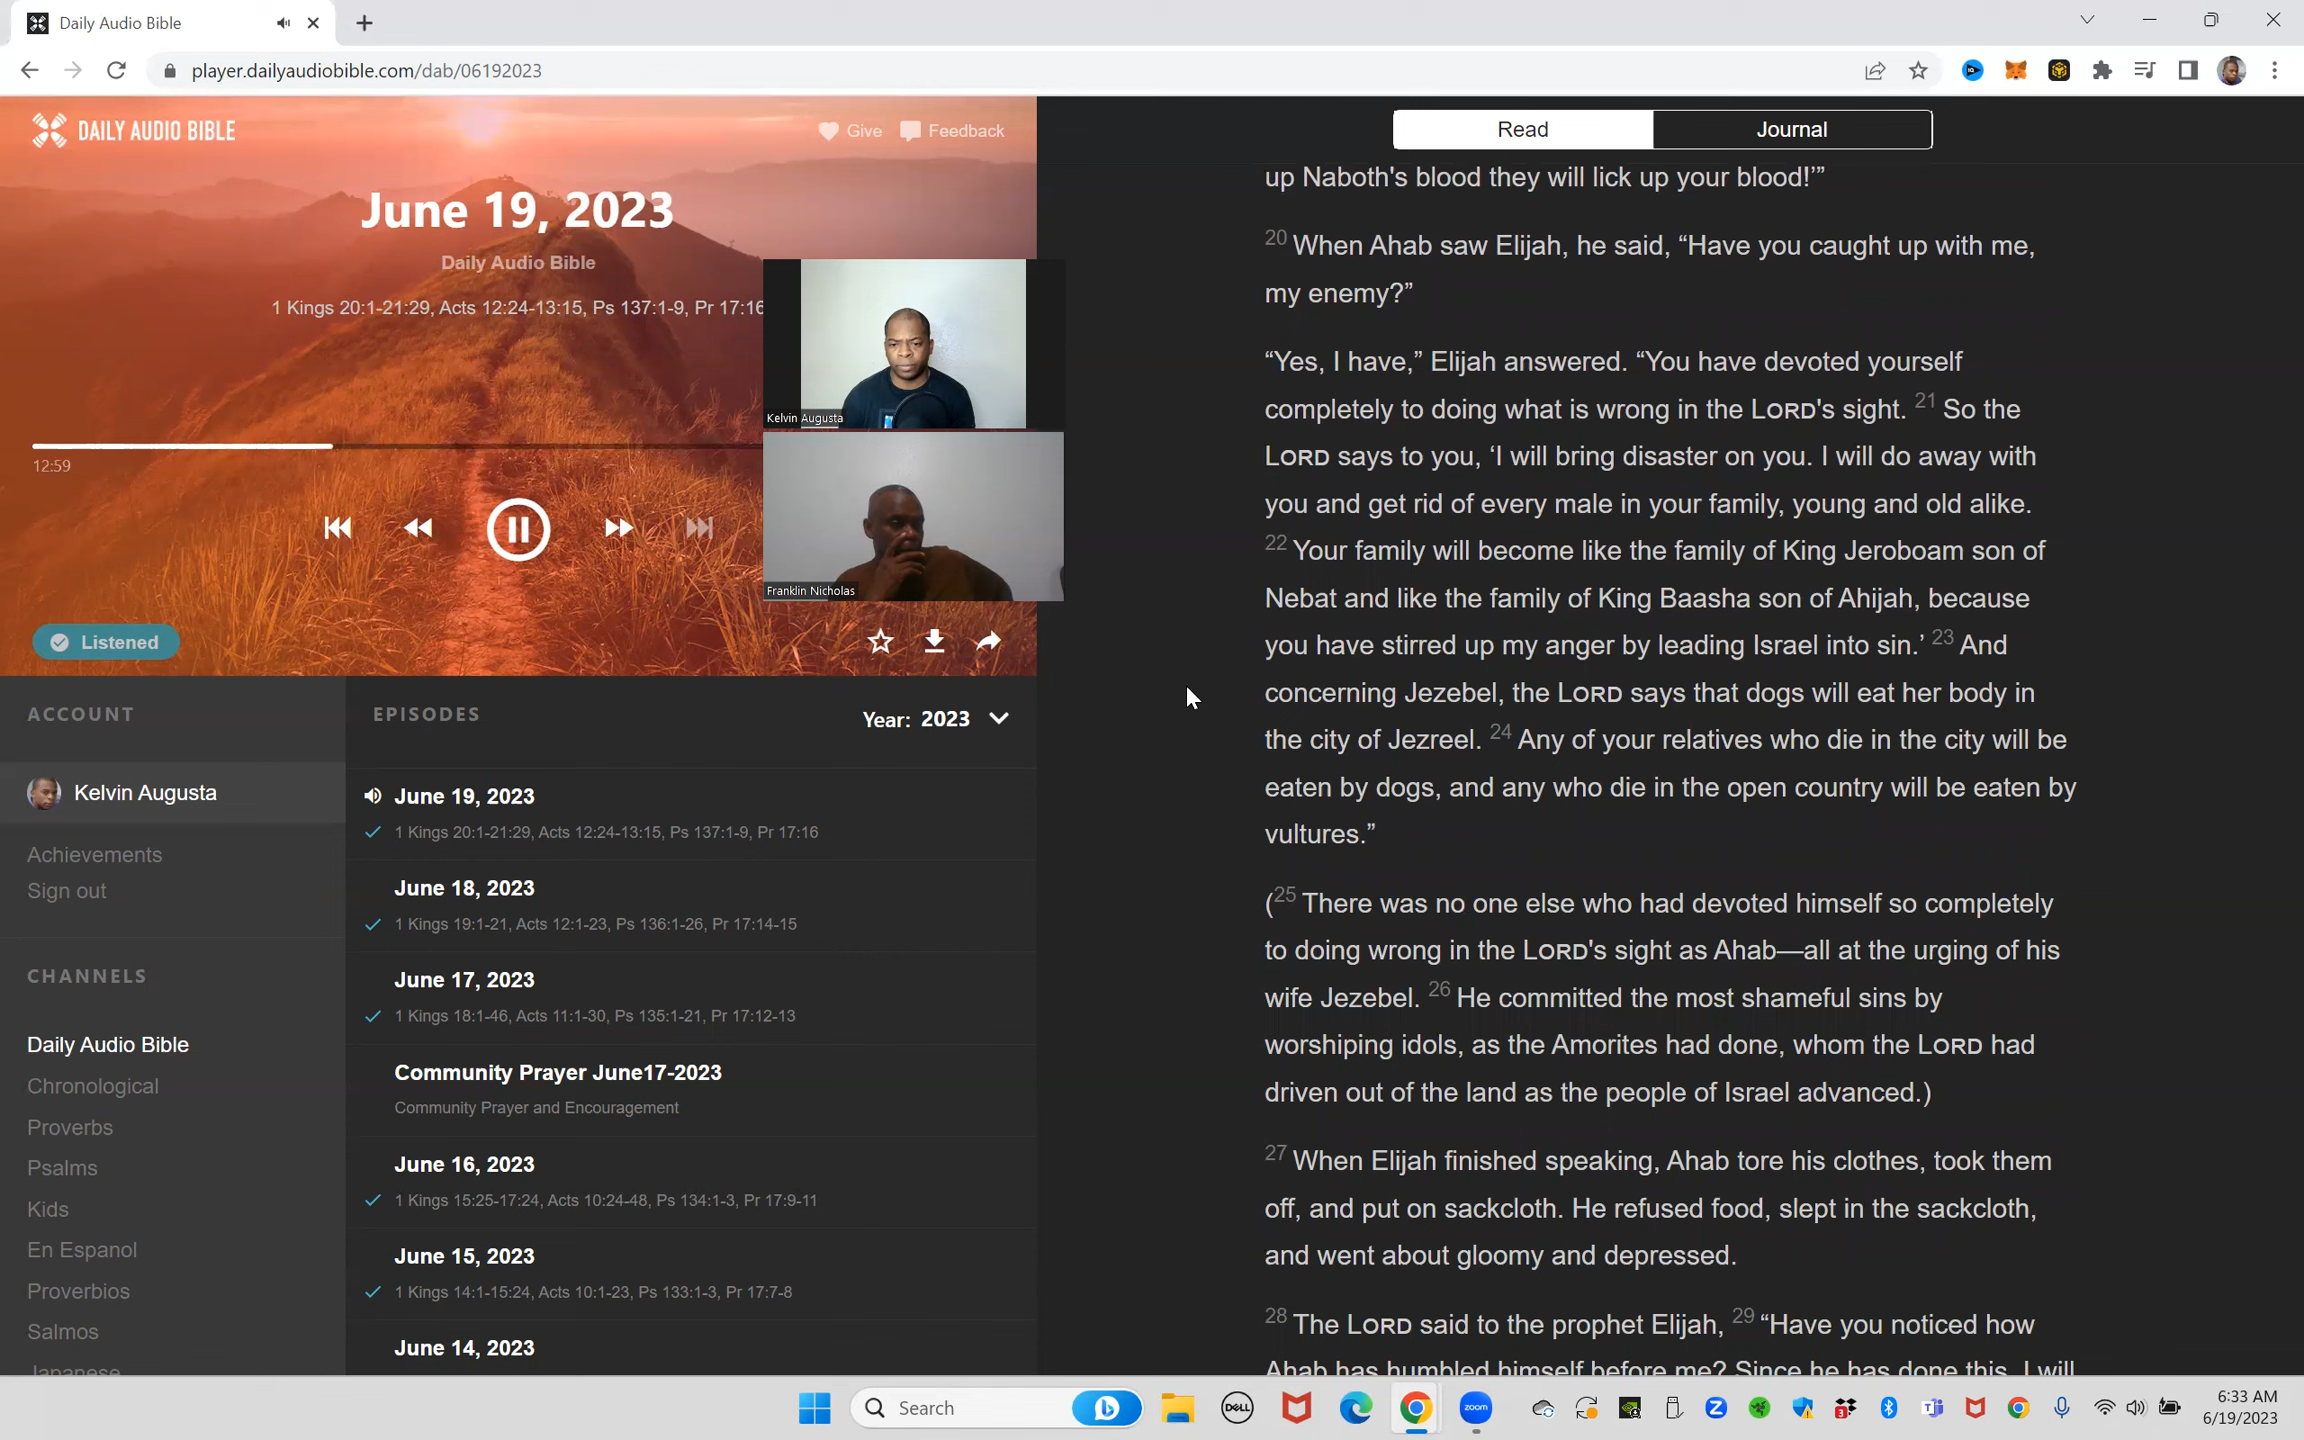 Daily Audio Bible
player.dailyaudiobible.com/dab/06192023
DAILY AUDIO BIBLE
Give
Feedback
June 19, 2023
Daily Audio Bible
1 Kings 20:1-21:29, Acts 12:24-13:15, Ps 137:1-9, Pr 17:16
12:59
Kelvin Augusta
Franklin Nicholas
Listened
ACCOUNT
Kelvin Augusta
Achievements
Sign out
CHANNELS
Daily Audio Bible
Chronological
Proverbs
Psalms
Kids
En Espanol
Proverbios
Salmos
Japanese
EPISODES
Year: 2023
June 19, 2023
1 Kings 20:1-21:29, Acts 12:24-13:15, Ps 137:1-9, Pr 17:16
June 18, 2023
1 Kings 19:1-21, Acts 12:1-23, Ps 136:1-26, Pr 17:14-15
June 17, 2023
1 Kings 18:1-46, Acts 11:1-30, Ps 135:1-21, Pr 17:12-13
Community Prayer June17-2023
Community Prayer and Encouragement
June 16, 2023
1 Kings 15:25-17:24, Acts 10:24-48, Ps 134:1-3, Pr 17:9-11
June 15, 2023
1 Kings 14:1-15:24, Acts 10:1-23, Ps 133:1-3, Pr 17:7-8
June 14, 2023
Read
Journal
up Naboth's blood they will lick up your blood!’”
20 When Ahab saw Elijah, he said, “Have you caught up with me,
my enemy?”
“Yes, I have,” Elijah answered. “You have devoted yourself
completely to doing what is wrong in the LORD's sight. 21 So the
LORD says to you, ‘I will bring disaster on you. I will do away with
you and get rid of every male in your family, young and old alike.
22 Your family will become like the family of King Jeroboam son of
Nebat and like the family of King Baasha son of Ahijah, because
you have stirred up my anger by leading Israel into sin.’ 23 And
concerning Jezebel, the LORD says that dogs will eat her body in
the city of Jezreel. 24 Any of your relatives who die in the city will be
eaten by dogs, and any who die in the open country will be eaten by
vultures.”
(25 There was no one else who had devoted himself so completely
to doing wrong in the LORD's sight as Ahab—all at the urging of his
wife Jezebel. 26 He committed the most shameful sins by
worshiping idols, as the Amorites had done, whom the LORD had
driven out of the land as the people of Israel advanced.)
27 When Elijah finished speaking, Ahab tore his clothes, took them
off, and put on sackcloth. He refused food, slept in the sackcloth,
and went about gloomy and depressed.
28 The LORD said to the prophet Elijah, 29 “Have you noticed how
Ahab has humbled himself before me? Since he has done this, I will
Search
DELL
zoom
3
6:33 AM
6/19/2023